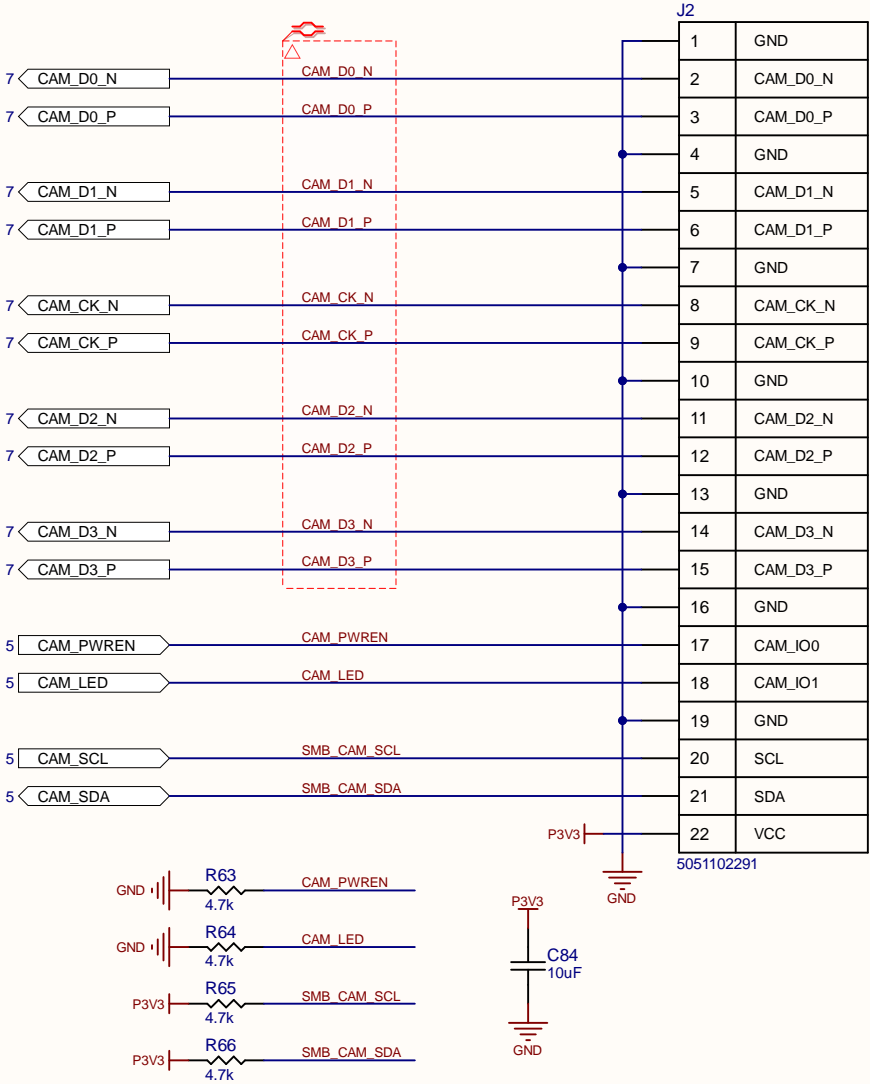 J2
1 GND
7 CAM_D0_N CAM_D0_N 2 CAM_D0_N
7 CAM_D0_P CAM_D0_P 3 CAM_D0_P
4 GND
7 CAM_D1_N CAM_D1_N 5 CAM_D1_N
7 CAM_D1_P CAM_D1_P 6 CAM_D1_P
7 GND
7 CAM_CK_N CAM_CK_N 8 CAM_CK_N
7 CAM_CK_P CAM_CK_P 9 CAM_CK_P
10 GND
7 CAM_D2_N CAM_D2_N 11 CAM_D2_N
7 CAM_D2_P CAM_D2_P 12 CAM_D2_P
13 GND
7 CAM_D3_N CAM_D3_N 14 CAM_D3_N
7 CAM_D3_P CAM_D3_P 15 CAM_D3_P
16 GND
5 CAM_PWREN CAM_PWREN 17 CAM_IO0
5 CAM_LED CAM_LED 18 CAM_IO1
19 GND
5 CAM_SCL SMB_CAM_SCL 20 SCL
5 CAM_SDA SMB_CAM_SDA 21 SDA
P3V3 22 VCC
5051102291
GND
R63
GND CAM_PWREN
4.7k
R64
GND CAM_LED
4.7k
R65
P3V3 SMB_CAM_SCL
4.7k
R66
P3V3 SMB_CAM_SDA
4.7k
P3V3
C84
10uF
GND